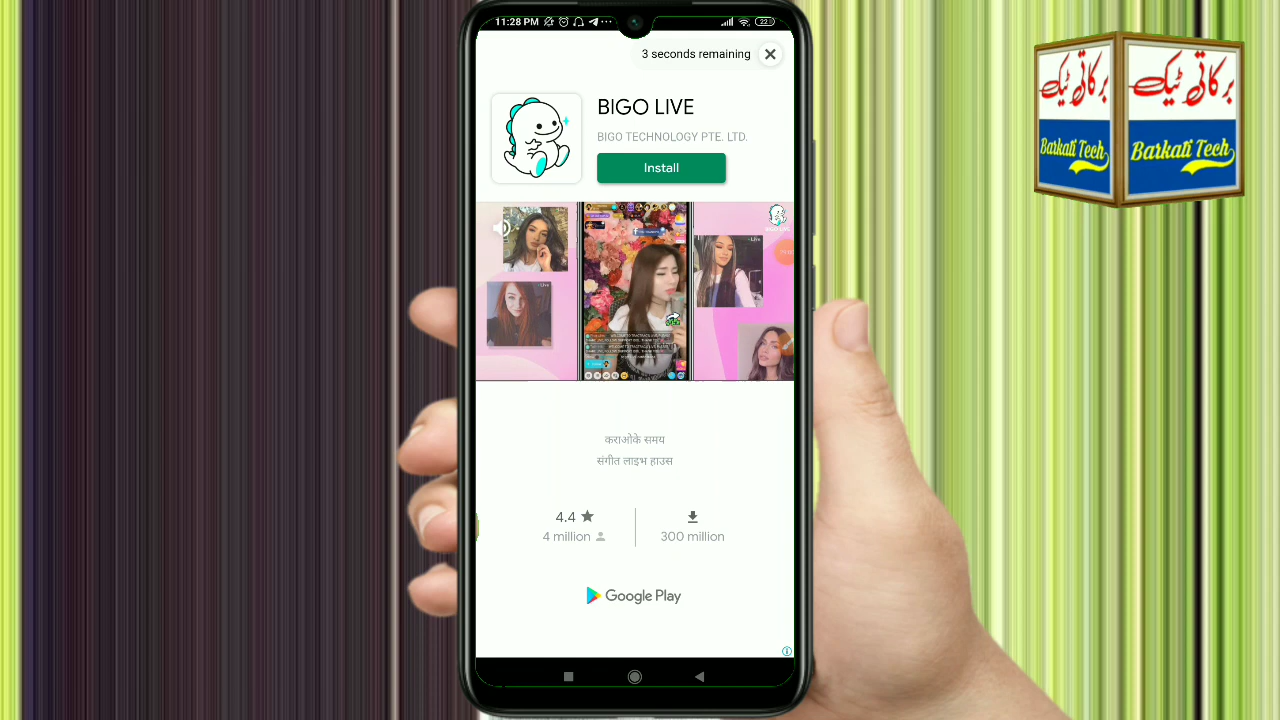 11:28 PM
22
3 seconds remaining
BIGO LIVE
BIGO TECHNOLOGY PTE. LTD.
Install
कराओके समय
संगीत लाइभ हाउस
4.4
4 million
300 million
Google Play
برکاتی ٹیک
برکاتی ٹیک
Barkati Tech
Barkati Tech